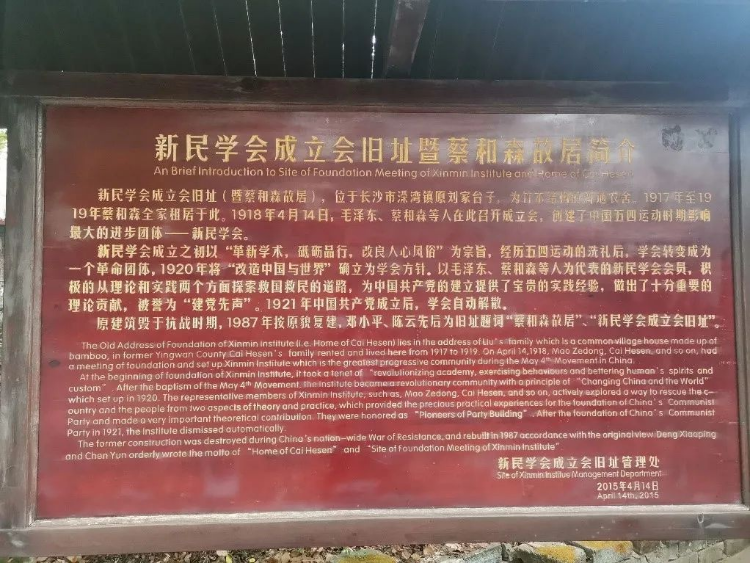 新民学会成立会旧址暨蔡和森故居简介
An Brief Introduction to Site of Foundation Meeting of Xinmin Institute and Home of Cai Hesen
新民学会成立会旧址（暨蔡和森故居），位于长沙市溁湾镇原刘家台子，为竹木结构的普通农舍。1917年至19
19年蔡和森全家租居于此。1918年4月14日，毛泽东、蔡和森等人在此召开成立会，创建了中国五四运动时期影响
最大的进步团体——新民学会。
新民学会成立之初以“革新学术，砥砺品行，改良人心风俗”为宗旨，经历五四运动的洗礼后，学会转变成为
一个革命团体，1920年将“改造中国与世界”确立为学会方针。以毛泽东、蔡和森等人为代表的新民学会会员，积
极的从理论和实践两个方面探索救国救民的道路，为中国共产党的建立提供了宝贵的实践经验，做出了十分重要的
理论贡献，被誉为“建党先声”。1921年中国共产党成立后，学会自动解散。
原建筑毁于抗战时期，1987年按原貌复建，邓小平、陈云先后为旧址题词“蔡和森故居”、“新民学会成立会旧址”。
The Old Address of Foundation of Xinmin Institute (i.e. Home of Cai Hesen) lies in the address of Liu's family which is a common village house made up of
bamboo, in former Yingwan County Cai Hesen's family rented and lived here from 1917 to 1919. On April 14,1918, Mao Zedong, Cai Hesen, and so on, had
a meeting of foundation and set up Xinmin Institute which is the greatest progressive community during May 4th Movement in China.
At the beginning of foundation of Xinmin Institute, it took a tenet of “revolutionizing academy, exercising behaviours and bettering human's spirits and
custom”. After the baptism of the May 4th Movement, the Institute became a revolutionary community with a principle of “Changing China and the World”
which set up in 1920. The representative members of Xinmin Institute, such as, Mao Zedong, Cai Hesen, and so on, actively explored a way to rescue the c-
ountry and the people from two aspects of theory and practice, which provided the precious practical experiences for the foundation of China's Communist
Party and made a very important theoretical contribution. They were honored as “Pioneers of Party Building”. After the foundation of China's Communist
Party in 1921, the Institute dismissed automatically.
The former construction was destroyed during China's nation-wide War of Resistance, and rebuilt in 1987 accordance with the original view. Deng Xiaoping
and Chen Yun orderly wrote the motto of “Home of Cai Hesen” and “Site of Foundation Meeting of Xinmin Institute”
新民学会成立会旧址管理处
Site of Xinmin Institue Management Department
2015年4月14日
April 14th, 2015